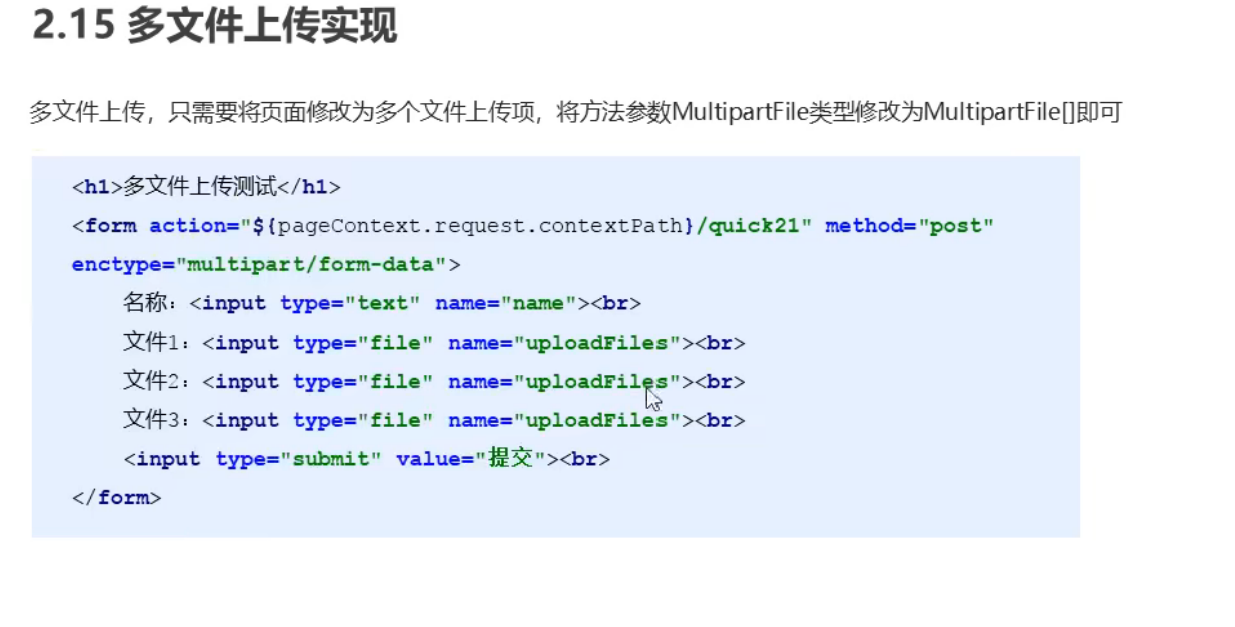 2.15 多文件上传实现
多文件上传，只需要将页面修改为多个文件上传项，将方法参数MultipartFile类型修改为MultipartFile[]即可
<h1>多文件上传测试</h1>
<form action="${pageContext.request.contextPath}/quick21" method="post"
enctype="multipart/form-data">
名称：<input type="text" name="name"><br>
文件1：<input type="file" name="uploadFiles"><br>
文件2：<input type="file" name="uploadFiles"><br>
文件3：<input type="file" name="uploadFiles"><br>
<input type="submit" value="提交"><br>
</form>